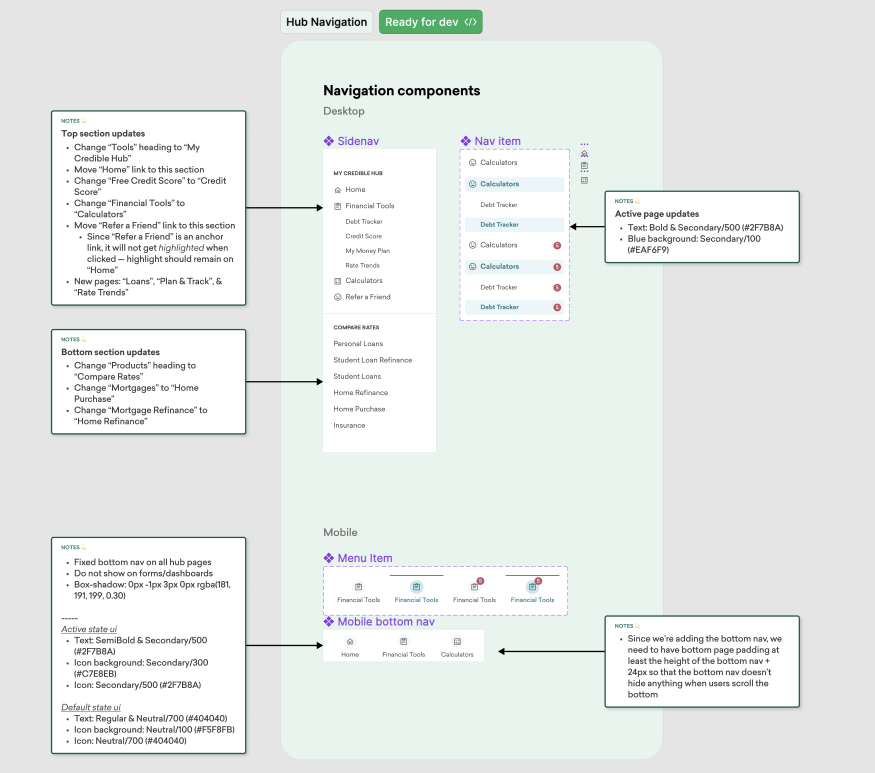 Hub Navigation
Ready for dev </>
Navigation components
Desktop
NOTES
Top section updates
• Change "Tools" heading to "My
Credible Hub"
• Move "Home" link to this section
• Change "Free Credit Score" to "Credit
Score"
• Change "Financial Tools" to
"Calculators"
• Move "Refer a Friend" link to this section
• Since "Refer a Friend" is an anchor
link, it will not get highlighted when
clicked — highlight should remain on
"Home"
• New pages: "Loans", "Plan & Track", &
"Rate Trends"
NOTES
Bottom section updates
• Change "Products" heading to
"Compare Rates"
• Change "Mortgages" to "Home
Purchase"
• Change "Mortgage Refinance" to
"Home Refinance"
Sidenav
MY CREDIBLE HUB
Home
Financial Tools
Debt Tracker
Credit Score
My Money Plan
Rate Trends
Calculators
Refer a Friend
COMPARE RATES
Personal Loans
Student Loan Refinance
Student Loans
Home Refinance
Home Purchase
Insurance
Nav item
Calculators
Calculators
Debt Tracker
Debt Tracker
Calculators 5
Calculators 5
Debt Tracker 5
Debt Tracker 5
NOTES
Active page updates
• Text: Bold & Secondary/500 (#2F7B8A)
• Blue background: Secondary/100
(#EAF6F9)
Mobile
Menu Item
Financial Tools
Financial Tools
5
Financial Tools
5
Financial Tools
Mobile bottom nav
Home
Financial Tools
Calculators
NOTES
• Fixed bottom nav on all hub pages
• Do not show on forms/dashboards
• Box-shadow: 0px -1px 3px 0px rgba(181,
191, 199, 0.30)
-----
Active state ui
• Text: SemiBold & Secondary/500
(#2F7B8A)
• Icon background: Secondary/300
(#C7E8EB)
• Icon: Secondary/500 (#2F7B8A)
Default state ui
• Text: Regular & Neutral/700 (#404040)
• Icon background: Neutral/100 (#F5F8FB)
• Icon: Neutral/700 (#404040)
NOTES
• Since we're adding the bottom nav, we
need to have bottom page padding at
least the height of the bottom nav +
24px so that the bottom nav doesn't
hide anything when users scroll the
bottom